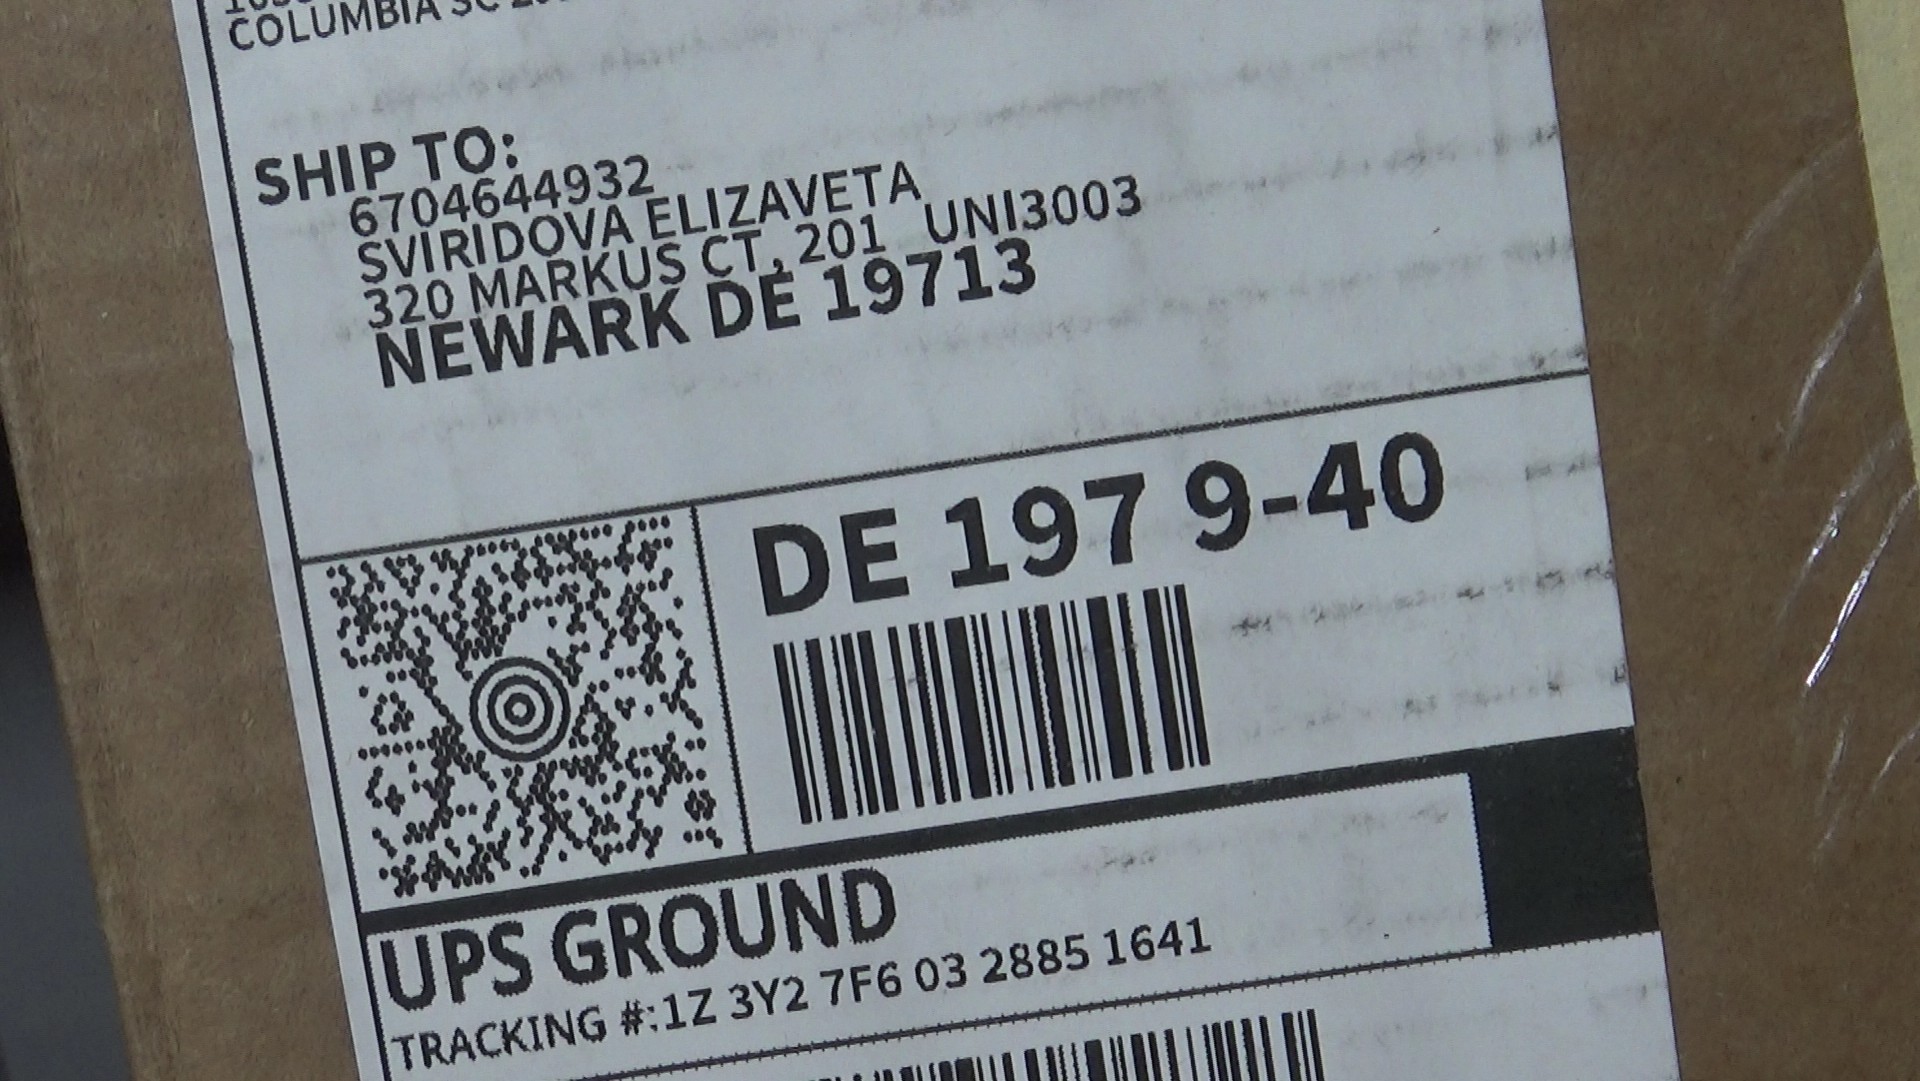 COLUMBIA SC
SHIP TO:
6704644932
SVIRIDOVA ELIZAVETA
320 MARKUS CT, 201 UNI3003
NEWARK DE 19713
DE 197 9-40
UPS GROUND
TRACKING #:1Z 3Y2 7F6 03 2885 1641